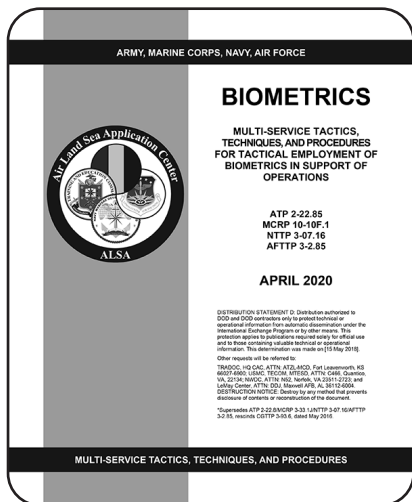 ARMY, MARINE CORPS, NAVY, AIR FORCE
BIOMETRICS
MULTI-SERVICE TACTICS,
TECHNIQUES, AND PROCEDURES
FOR TACTICAL EMPLOYMENT OF
BIOMETRICS IN SUPPORT OF
OPERATIONS
Air Land Sea Application Center
ALSA
ATP 2-22.85
MCRP 10-10F.1
NTTP 3-07.16
AFTTP 3-2.85
APRIL 2020
DISTRIBUTION STATEMENT D: Distribution authorized to
DOD and DOD contractors only to protect technical or
operational information from automatic dissemination under the
International Exchange Program or by other means. This
protection applies to publications required solely for official use
and to those containing valuable technical or operational
information. This determination was made on [15 May 2018].
Other requests will be referred to:
TRADOC, HQ CAC, ATTN: ATZL-MCD, Fort Leavenworth, KS
66027-6900; USMC, TECOM, MTESD, ATTN: C466, Quantico,
VA, 22134; NWDC, ATTN: N52, Norfolk, VA 23511-2723; and
LeMay Center, ATTN: DDJ, Maxwell AFB, AL 36112-6004.
DESTRUCTION NOTICE: Destroy by any method that prevents
disclosure of contents or reconstruction of the document.
*Supersedes ATP 2-22.8/MCRP 3-33.1J/NTTP 3-07.16/AFTTP
3-2.85, rescinds CGTTP 3-93.6, dated May 2016.
MULTI-SERVICE TACTICS, TECHNIQUES, AND PROCEDURES